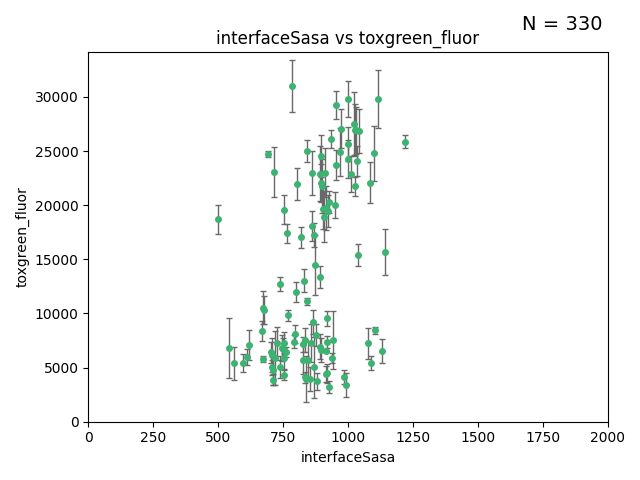 N = 330
interfaceSasa vs toxgreen_fluor
toxgreen_fluor
30000
25000
20000
15000
10000
5000
0
0 250 500 750 1000 1250 1500 1750 2000
interfaceSasa